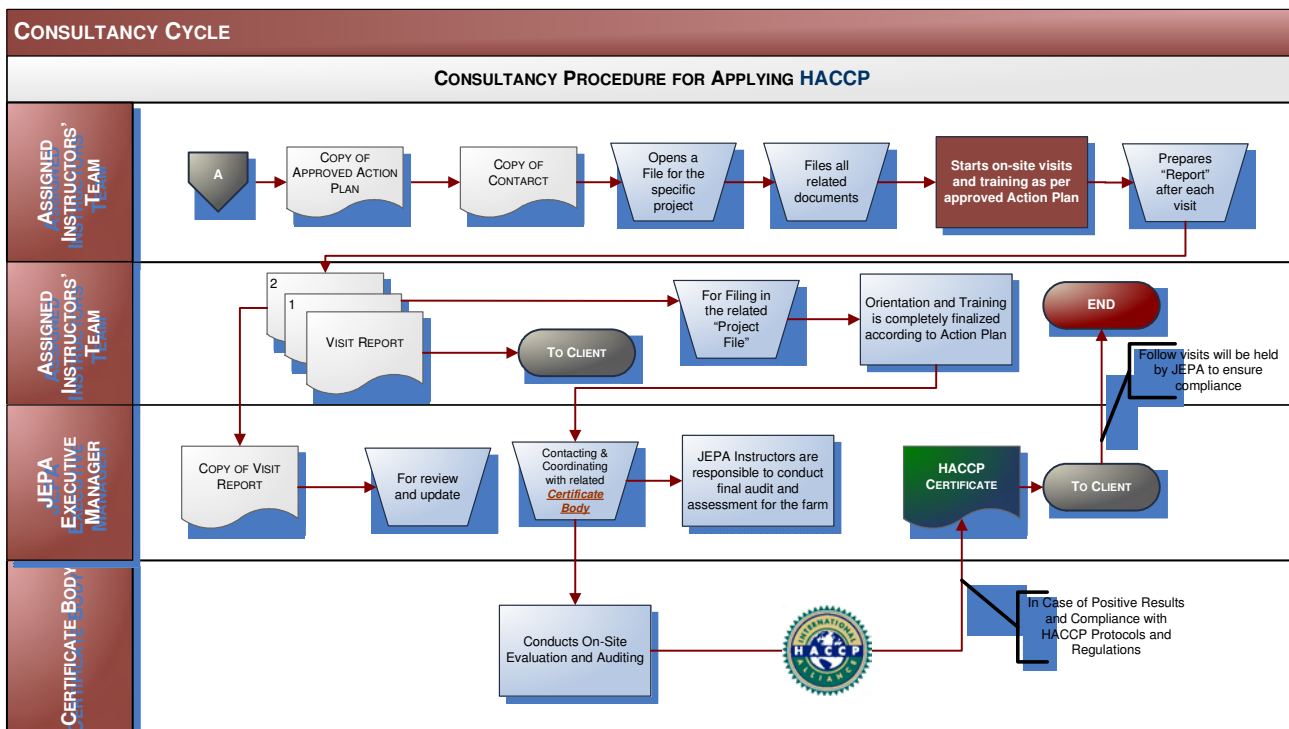 CONSULTANCY CYCLE
CONSULTANCY PROCEDURE FOR APPLYING HACCP
ASSIGNED
INSTRUCTORS'
TEAM
A
COPY OF
APPROVED ACTION
PLAN
COPY OF
CONTARCT
Opens a
File for the
specific
project
Files all
related
documents
Starts on-site visits
and training as per
approved Action Plan
Prepares
“Report”
after each
visit
ASSIGNED
INSTRUCTORS'
TEAM
2
1
VISIT REPORT
TO CLIENT
For Filing in
the related
“Project
File”
Orientation and Training
is completely finalized
according to Action Plan
END
Follow visits will be held
by JEPA to ensure
compliance
JEPA
EXECUTIVE
MANAGER
COPY OF VISIT
REPORT
For review
and update
Contacting &
Coordinating
with related
Certificate
Body
JEPA Instructors are
responsible to conduct
final audit and
assessment for the farm
HACCP
CERTIFICATE
TO CLIENT
CERTIFICATE BODY
Conducts On-Site
Evaluation and Auditing
INTERNATIONAL
HACCP
ALLIANCE
In Case of Positive Results
and Compliance with
HACCP Protocols and
Regulations